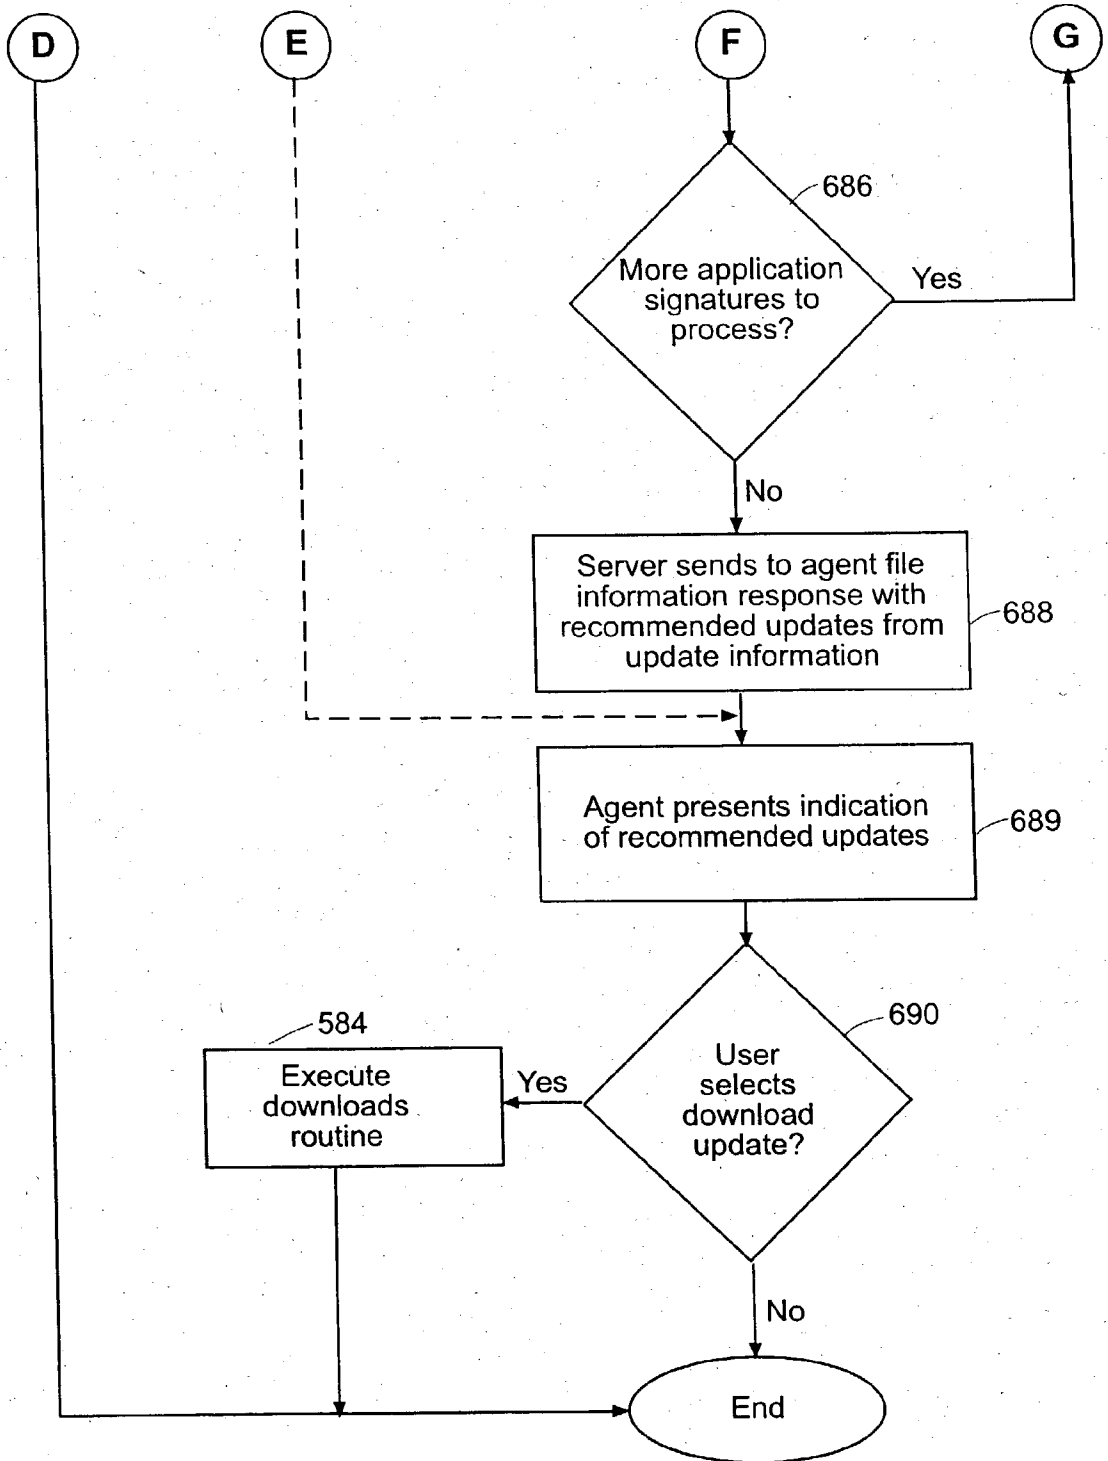 D
E
F
G
686
More application
signatures to
process?
Yes
No
Server sends to agent file
information response with
recommended updates from
update information
688
Agent presents indication
of recommended updates
689
690
User
selects
download
update?
Yes
584
Execute
downloads
routine
No
End